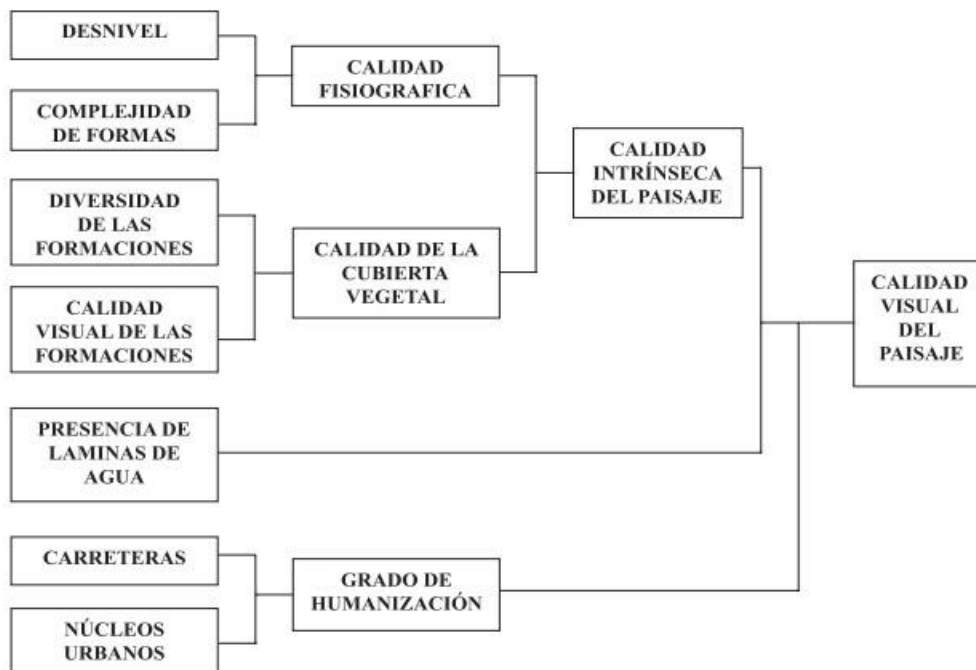 DESNIVEL
COMPLEJIDAD
DE FORMAS
DIVERSIDAD
DE LAS
FORMACIONES
CALIDAD
VISUAL DE LAS
FORMACIONES
PRESENCIA DE
LAMINAS DE
AGUA
CARRETERAS
NÚCLEOS
URBANOS
CALIDAD
FISIOGRAFICA
CALIDAD DE LA
CUBIERTA
VEGETAL
GRADO DE
HUMANIZACIÓN
CALIDAD
INTRÍNSECA
DEL PAISAJE
CALIDAD
VISUAL
DEL
PAISAJE